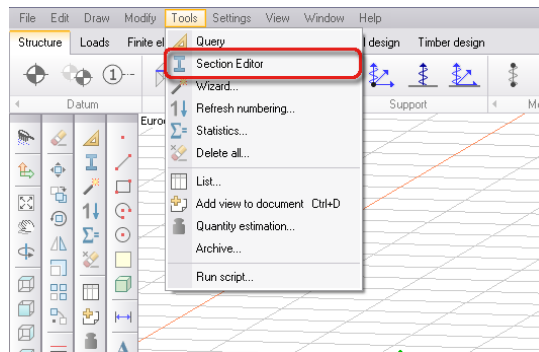 File Edit Draw Modify Tools Settings View Window Help
Structure Loads Finite el
design Timber design
Query
Section Editor
Wizard...
Refresh numbering...
Statistics...
Delete all...
List...
Add view to document Ctrl+D
Quantity estimation...
Archive...
Run script...
1
Datum
Support
Euro